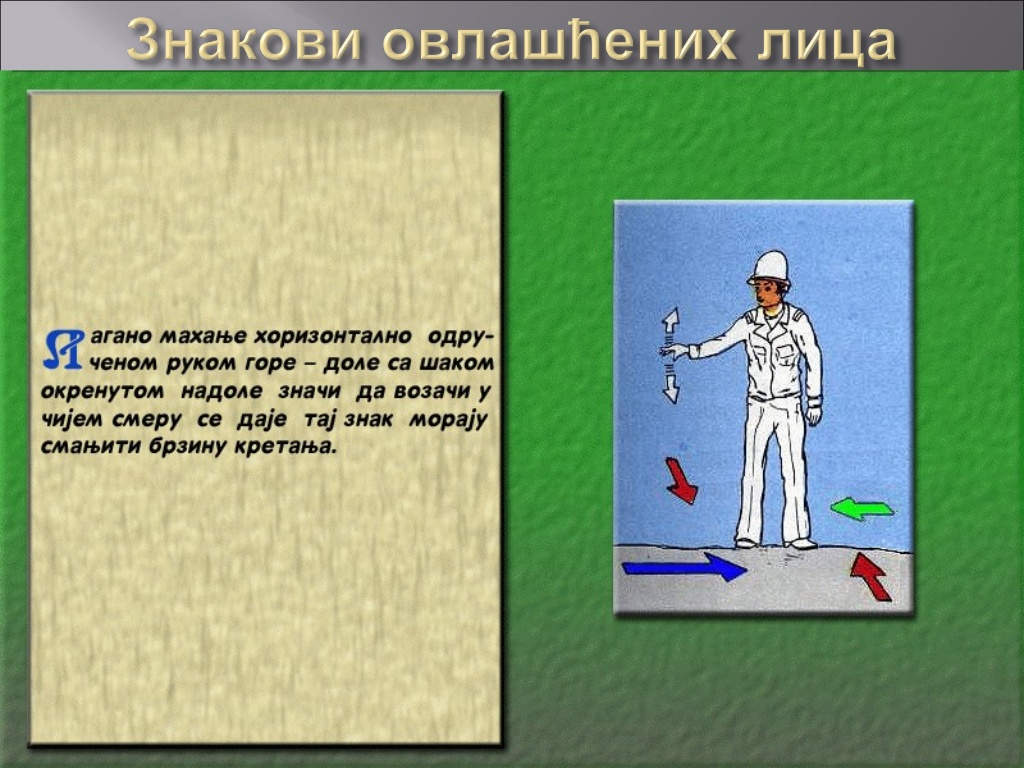 Знакови овлашћених лица
Лагано махање хоризонтално одру-
ченом руком горе – доле са шаком
окренутом надоле значи да возачи у
чијем смеру се даје тај знак морају
смањити брзину кретања.